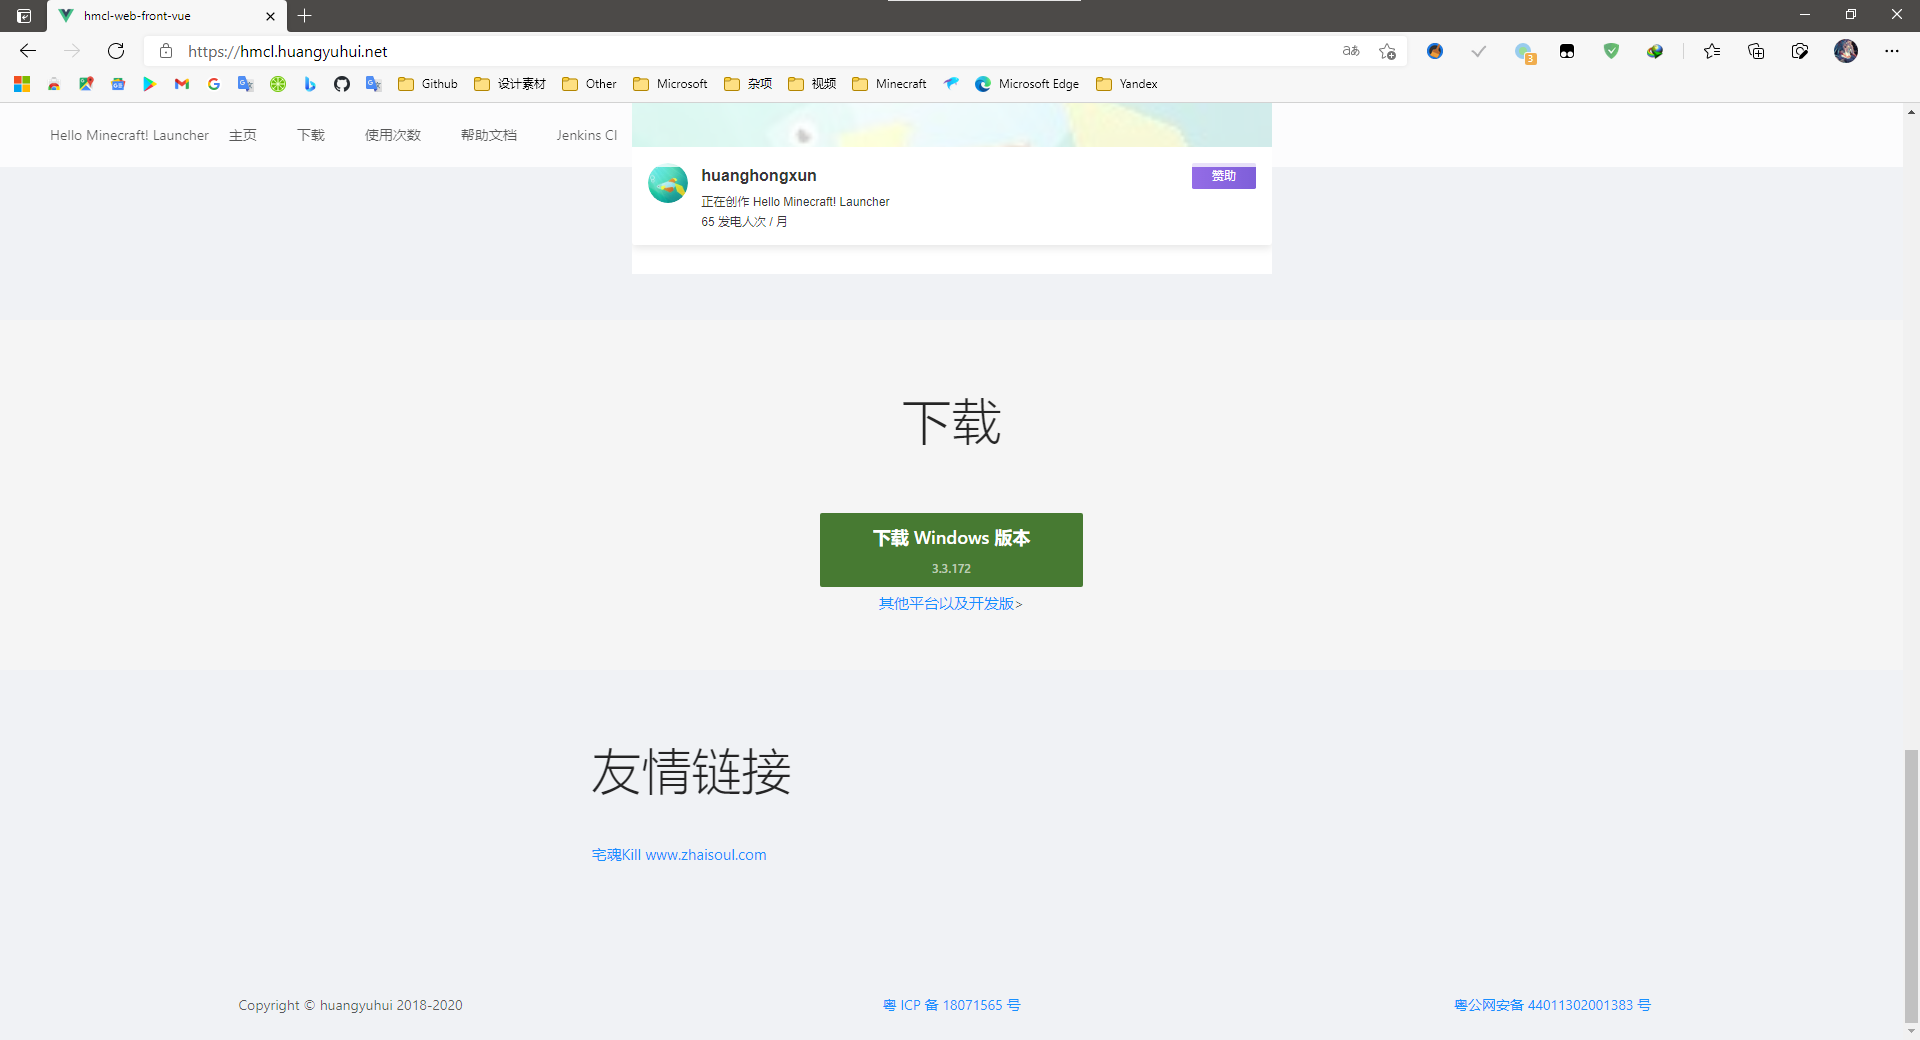 hmcl-web-front-vue
https://hmcl.huangyuhui.net
aあ
3
Github 设计素材 Other Microsoft 杂项 视频 Minecraft Microsoft Edge Yandex
Hello Minecraft! Launcher 主页 下载 使用次数 帮助文档 Jenkins CI
huanghongxun
赞助
正在创作 Hello Minecraft! Launcher
65 发电人次 / 月
下载
下载 Windows 版本
3.3.172
其他平台以及开发版>
友情链接
宅魂Kill www.zhaisoul.com
Copyright © huangyuhui 2018-2020 粤 ICP 备 18071565 号 粤公网安备 44011302001383 号